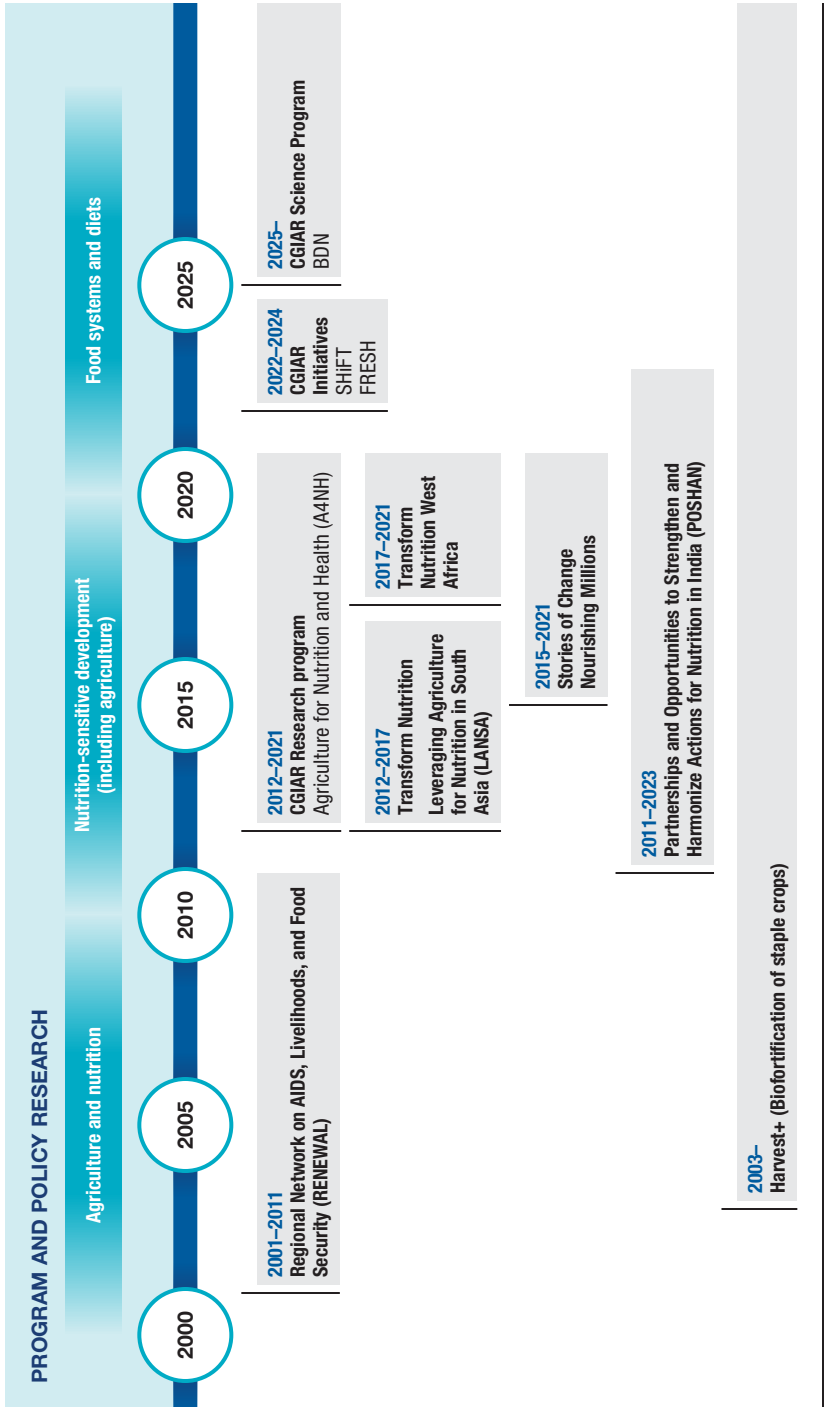 PROGRAM AND POLICY RESEARCH
Agriculture and nutrition
Nutrition-sensitive development
(including agriculture)
Food systems and diets
2000
2005
2010
2015
2020
2025
2001–2011
Regional Network on AIDS, Livelihoods, and Food
Security (RENEWAL)
2012–2021
CGIAR Research program
Agriculture for Nutrition and Health (A4NH)
2022–2024
CGIAR
Initiatives
SHiFT
FRESH
2025–
CGIAR Science Program
BDN
2012–2017
Transform Nutrition
Leveraging Agriculture
for Nutrition in South
Asia (LANSA)
2017–2021
Transform
Nutrition West
Africa
2015–2021
Stories of Change
Nourishing Millions
2011–2023
Partnerships and Opportunities to Strengthen and
Harmonize Actions for Nutrition in India (POSHAN)
2003–
Harvest+ (Biofortification of staple crops)